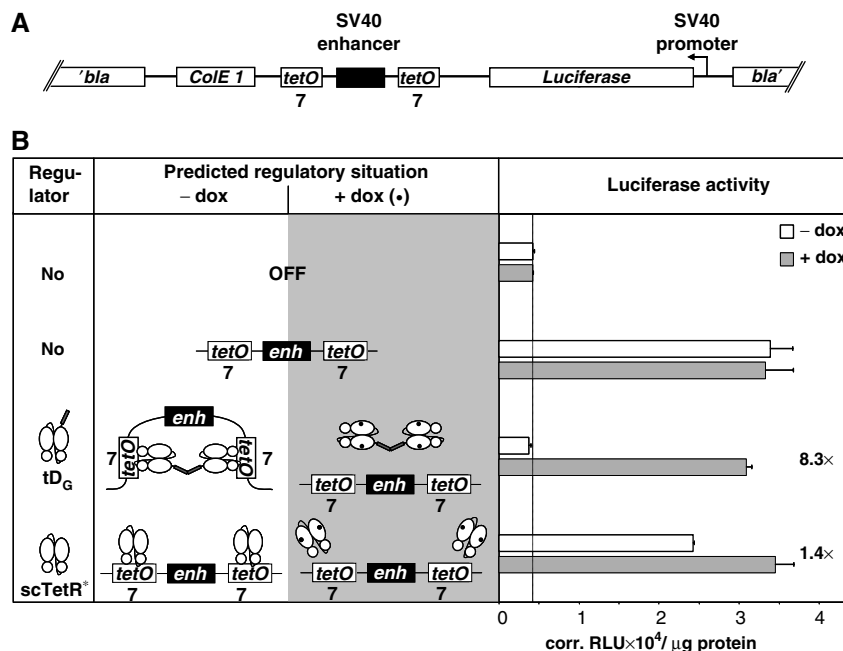 A
SV40
enhancer
SV40
promoter
'bla
ColE 1
tetO
tetO
Luciferase
bla'
7
7
B
Regu-
lator
Predicted regulatory situation
– dox
+ dox (•)
Luciferase activity
– dox
+ dox
No
OFF
No
tetO
enh
tetO
7
7
enh
7
tetO
tetO
7
tD_G
tetO
enh
tetO
7
7
8.3×
scTetR*
tetO
enh
tetO
7
7
tetO
enh
tetO
7
7
1.4×
0 1 2 3 4
corr. RLU×10⁴/ μg protein